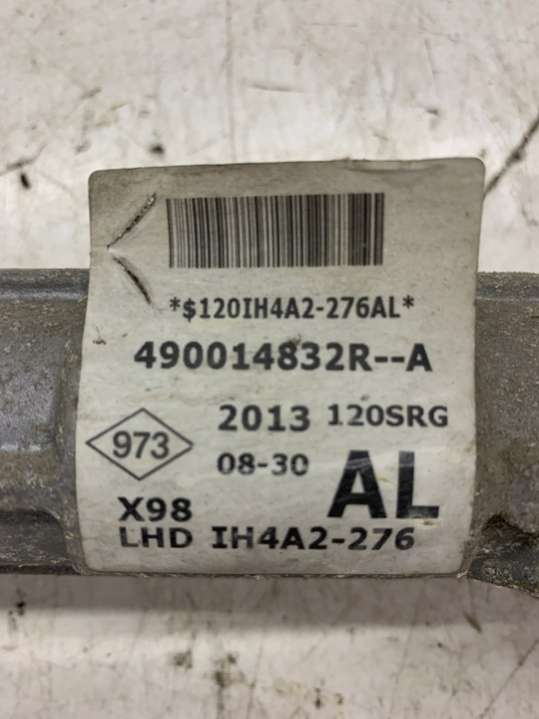 *$120IH4A2-276AL*
490014832R--A
2013 120SRG
973 08-30 AL
X98
LHD IH4A2-276